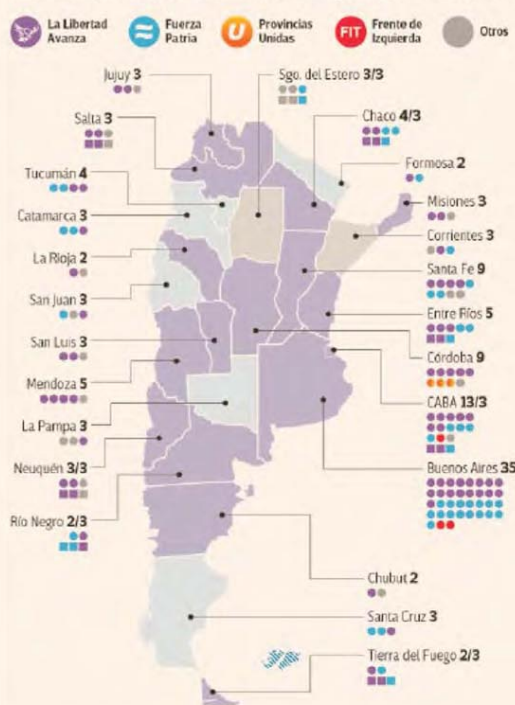 La Libertad
Avanza
Fuerza
Patria
U
Provincias
Unidas
FIT
Frente de
Izquierda
Otros
Jujuy 3
Salta 3
Tucumán 4
Catamarca 3
La Rioja 2
San Juan 3
San Luis 3
Mendoza 5
La Pampa 3
Neuquén 3/3
Río Negro 2/3
Sgo. del Estero 3/3
Chaco 4/3
Formosa 2
Misiones 3
Corrientes 3
Santa Fe 9
Entre Ríos 5
Córdoba 9
CABA 13/3
Buenos Aires 35
Chubut 2
Santa Cruz 3
Tierra del Fuego 2/3